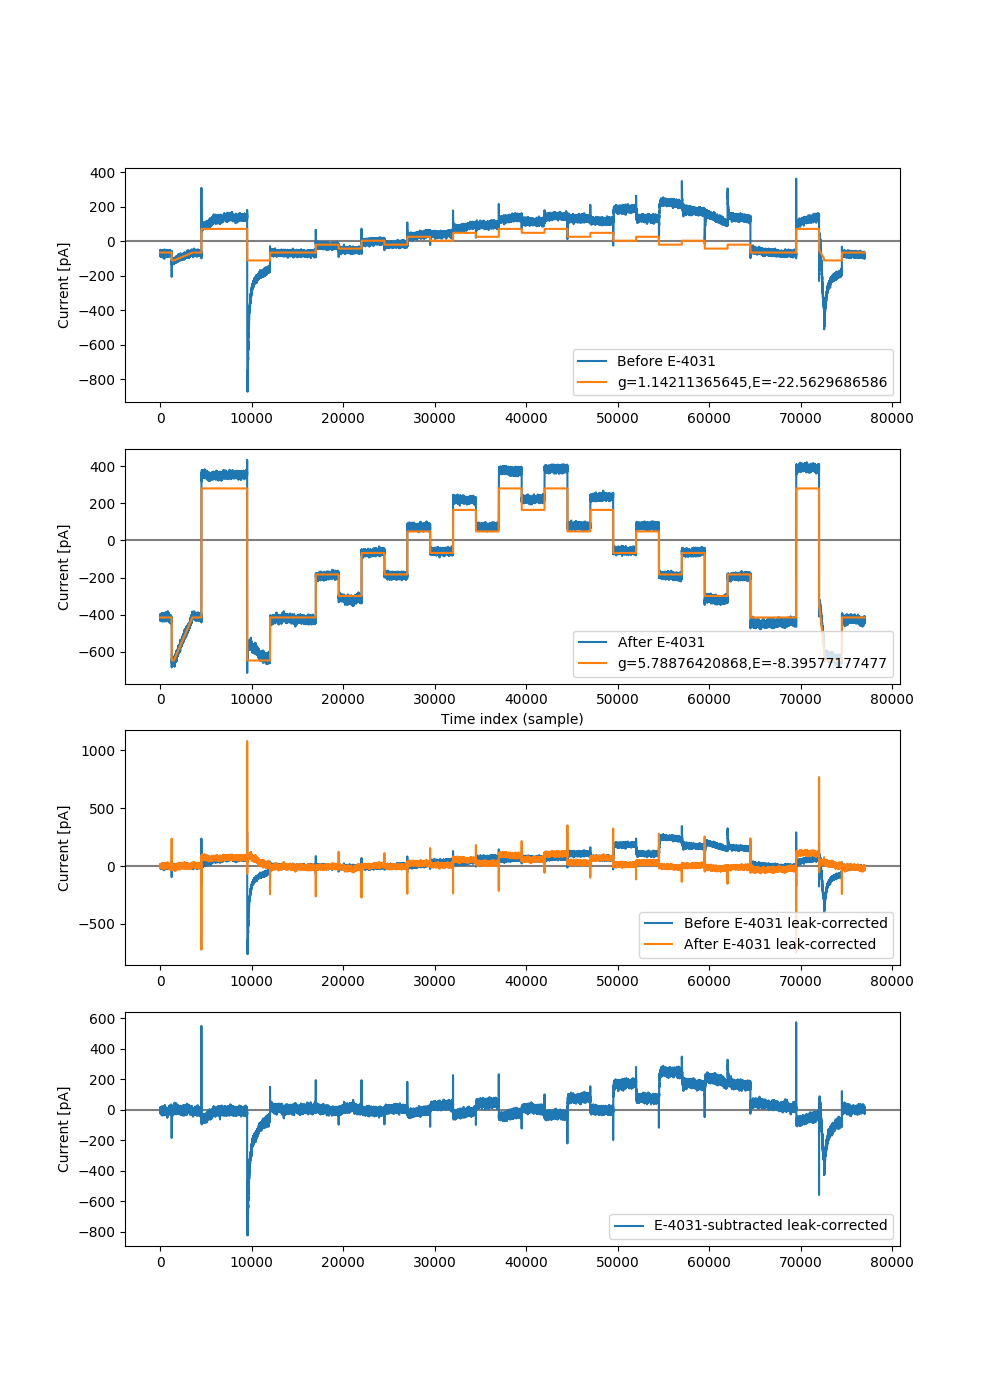 400
200
0
−200
−400
−600
−800
Current [pA]
Before E-4031
g=1.14211365645,E=-22.5629686586
0 10000 20000 30000 40000 50000 60000 70000 80000
400
200
0
−200
−400
−600
Current [pA]
After E-4031
g=5.78876420868,E=-8.39577177477
0 10000 20000 30000 40000 50000 60000 70000 80000
Time index (sample)
1000
500
0
−500
Current [pA]
Before E-4031 leak-corrected
After E-4031 leak-corrected
0 10000 20000 30000 40000 50000 60000 70000 80000
600
400
200
0
−200
−400
−600
−800
Current [pA]
E-4031-subtracted leak-corrected
0 10000 20000 30000 40000 50000 60000 70000 80000